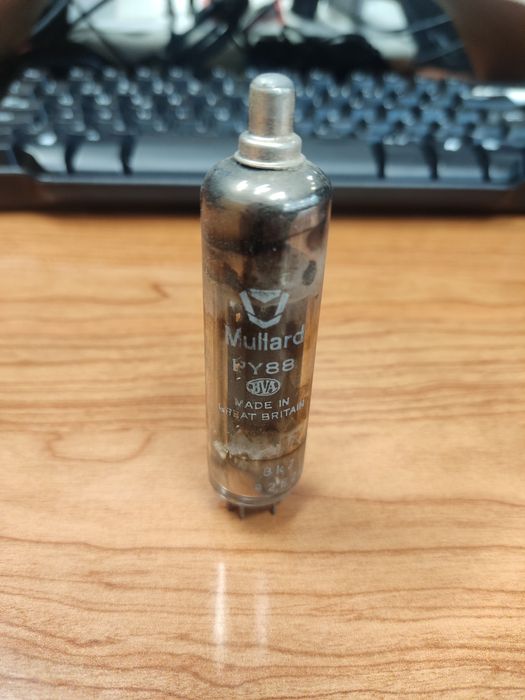 Mullard
PY88
BVA
MADE IN
GREAT BRITAIN